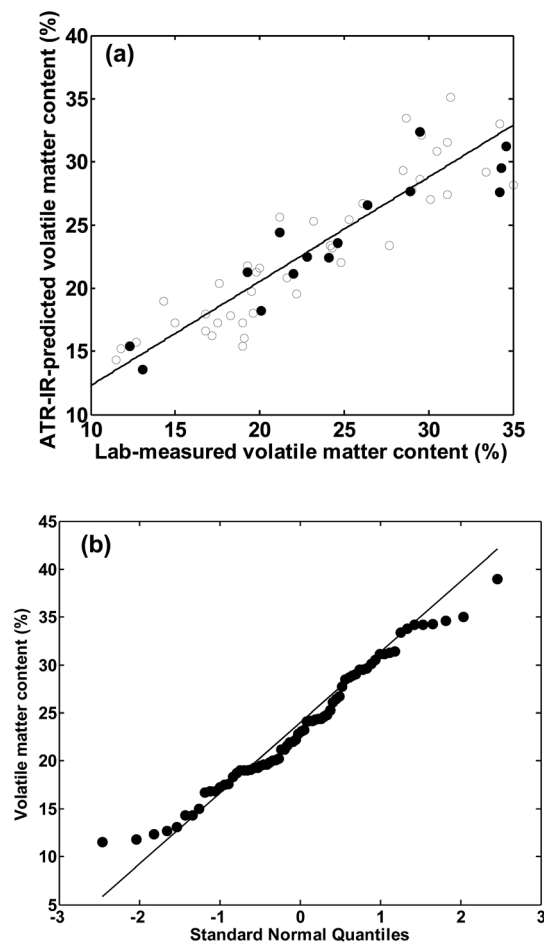 (a)
ATR-IR-predicted volatile matter content (%)
40
35
30
25
20
15
10
10 15 20 25 30 35
Lab-measured volatile matter content (%)
(b)
Volatile matter content (%)
45
40
35
30
25
20
15
10
5
-3 -2 -1 0 1 2 3
Standard Normal Quantiles